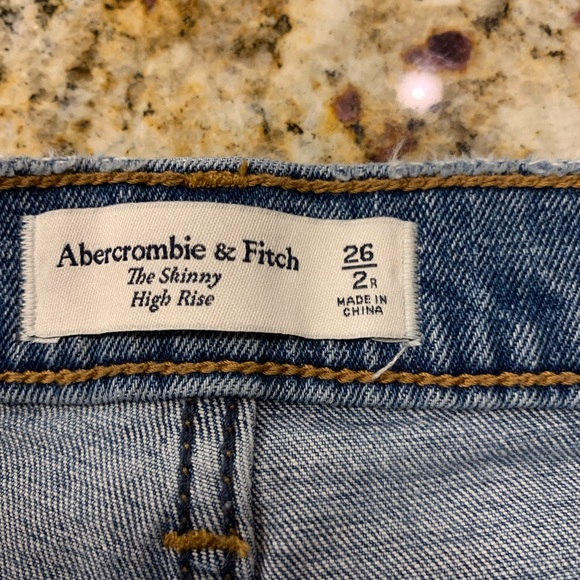 Abercrombie & Fitch
The Skinny
High Rise
26
2R
MADE IN
CHINA